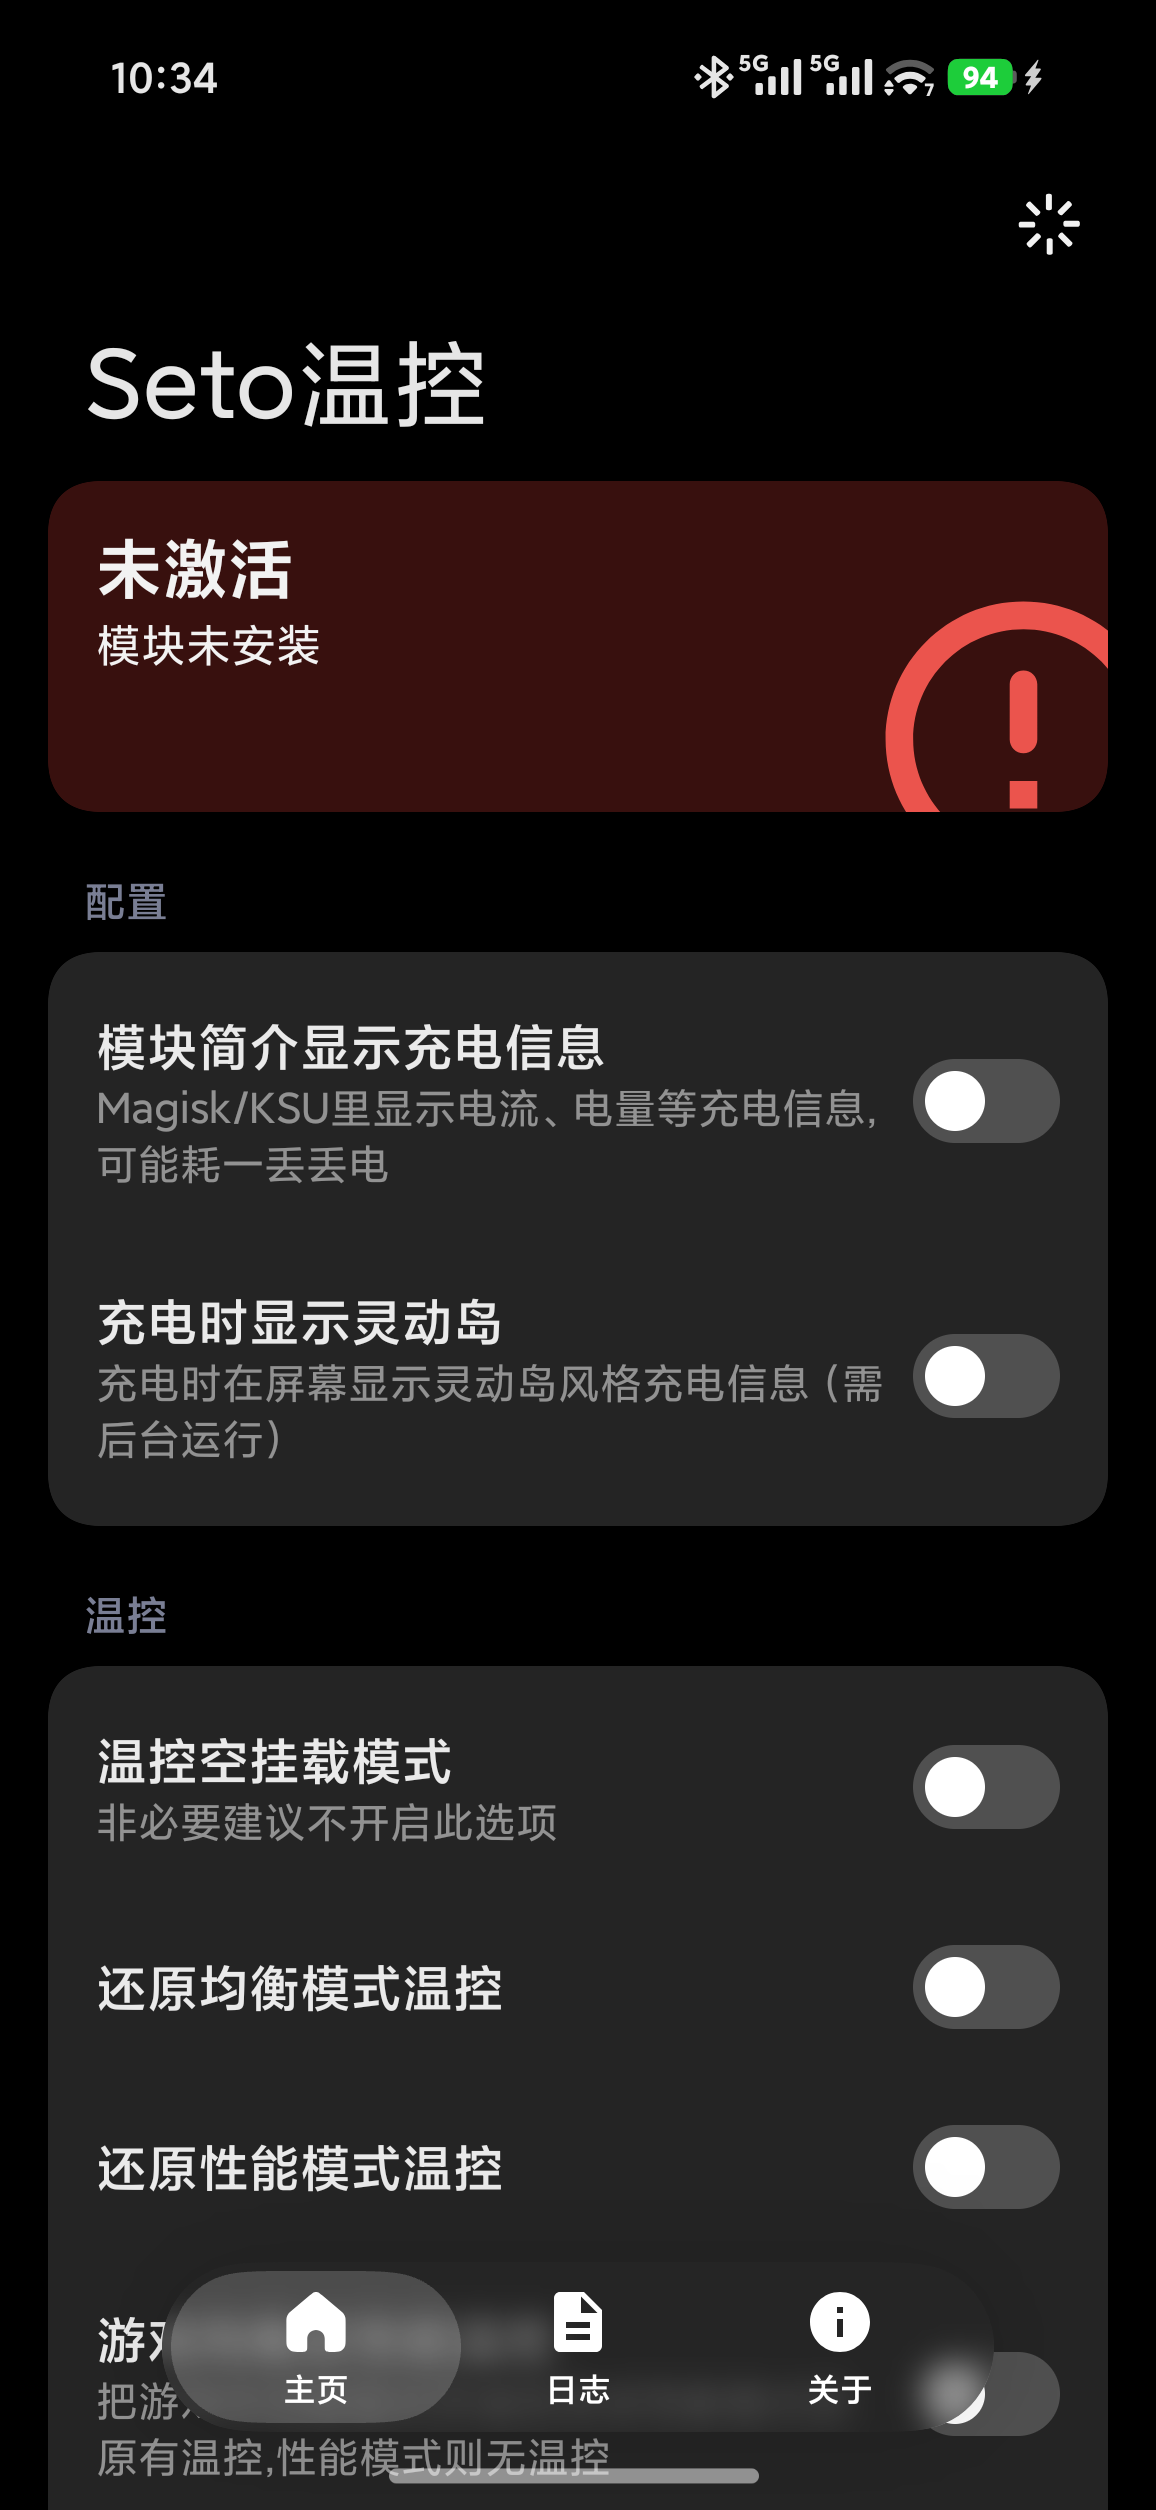 10:34
5G 5G 7 94
Seto温控
未激活
模块未安装
配置
模块简介显示充电信息
Magisk/KSU里显示电流、电量等充电信息,
可能耗一丢丢电
充电时显示灵动岛
充电时在屏幕显示灵动岛风格充电信息（需
后台运行）
温控
温控空挂载模式
非必要建议不开启此选项
还原均衡模式温控
还原性能模式温控
游
把游
原有温控,性能模式则无温控
主页
日志
关于